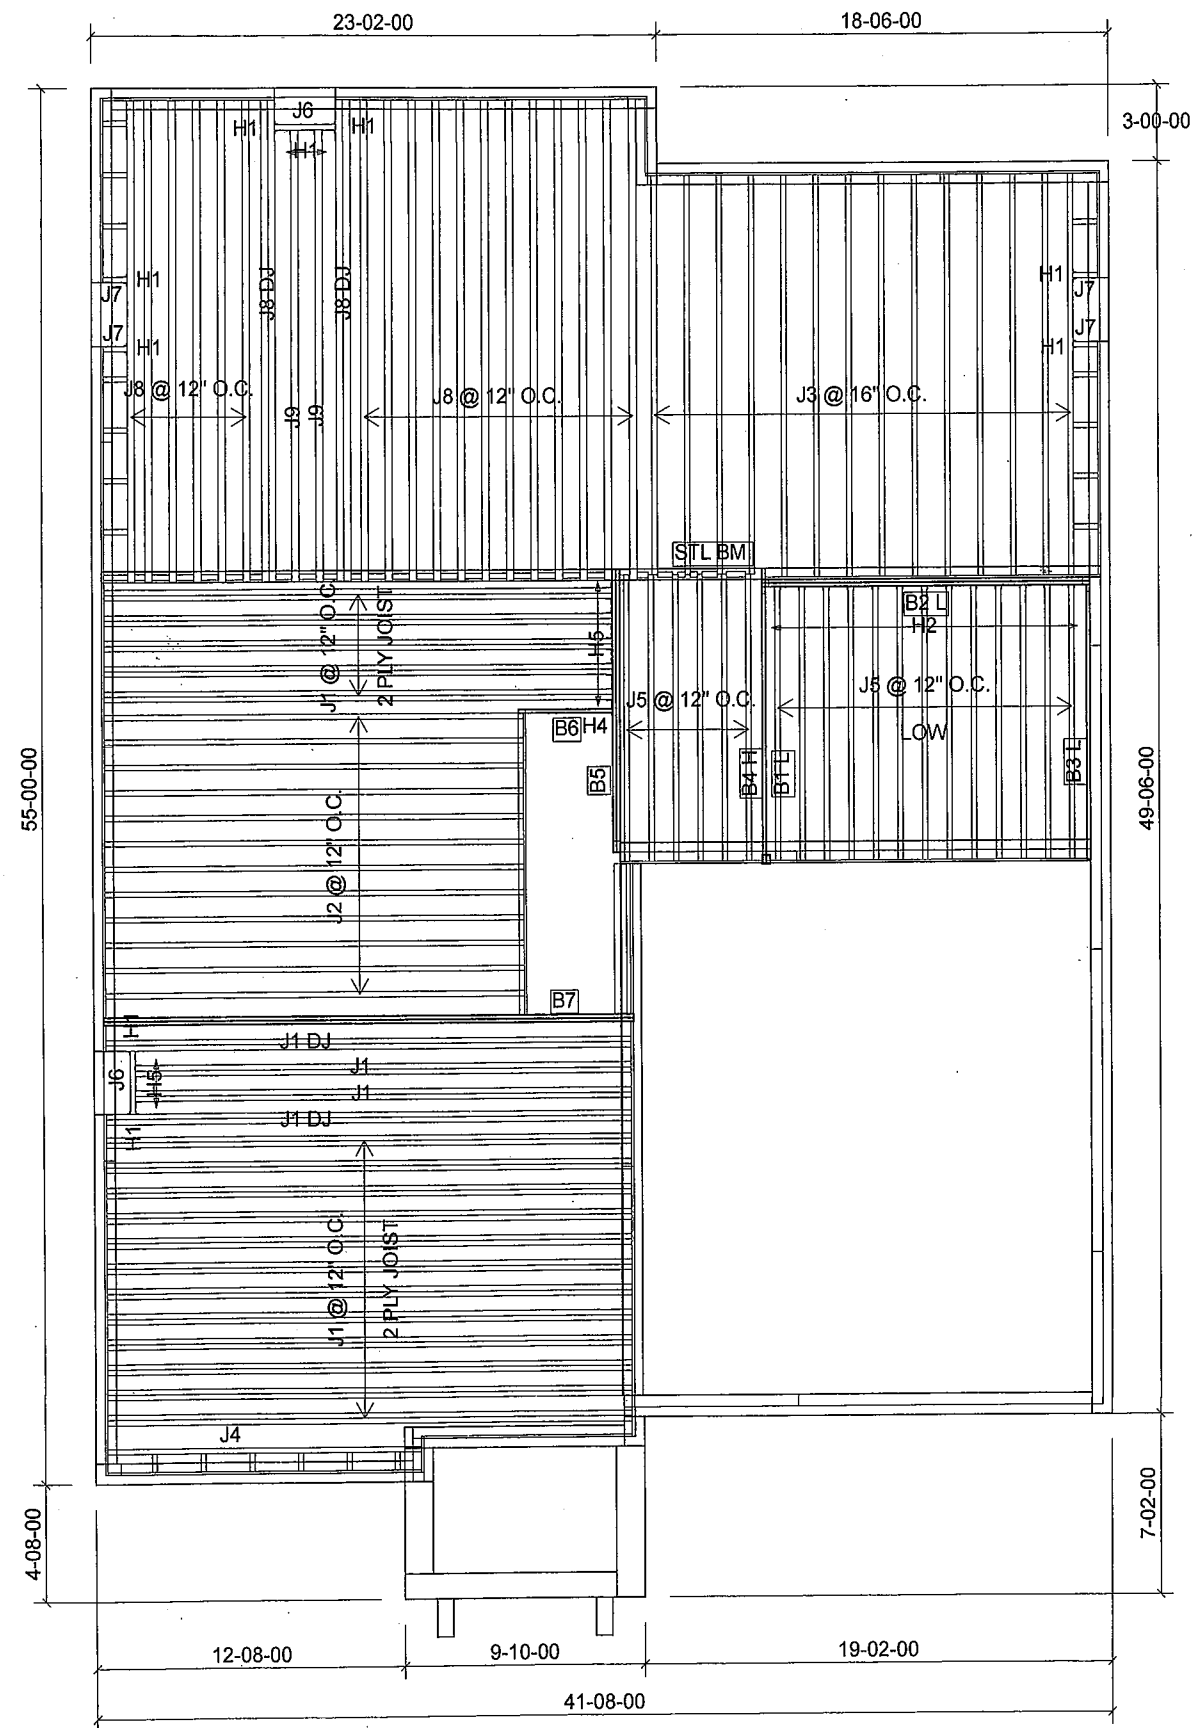 23-02-00
18-06-00
3-00-00
J6
H1
H1
H1
H1
J7
J7
H1
J8 DJ
J8 DJ
H1
J7
J7
H1
J8 @ 12" O.C.
J9
J9
J8 @ 12" O.C.
J3 @ 16" O.C.
STL BM
J1 @ 12" O.C.
2 PLY JOIST
H5
B2 L
H2
J5 @ 12" O.C.
J5 @ 12" O.C.
LOW
B6
H4
B5
B4 H
B1 L
B3 L
55-00-00
49-06-00
J2 @ 12" O.C.
B7
H1
J1 DJ
J1
J6
H5
J1
J1 DJ
H1
J1 @ 12" O.C.
2 PLY JOIST
J4
4-08-00
7-02-00
12-08-00
9-10-00
19-02-00
41-08-00